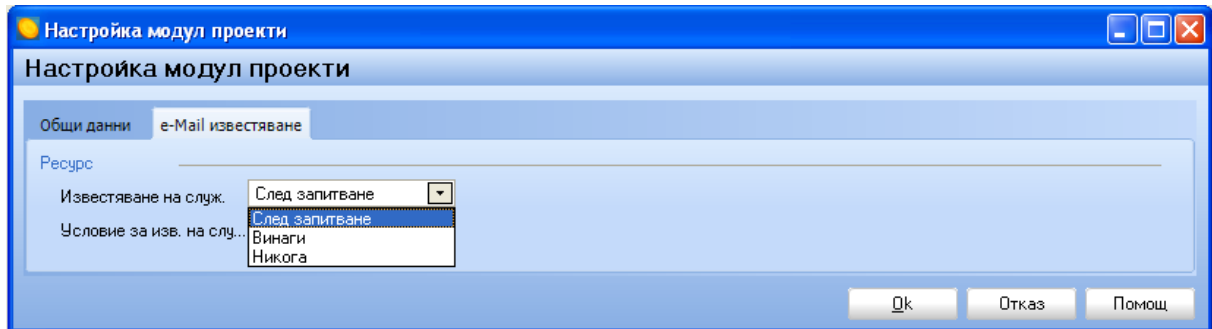 Настройка модул проекти
Настройка модул проекти
Общи данни e-Mail известяване
Ресурс
Известяване на служ. След запитване
След запитване
Условие за изв. на слу...
Винаги
Никога
Ok Отказ Помощ